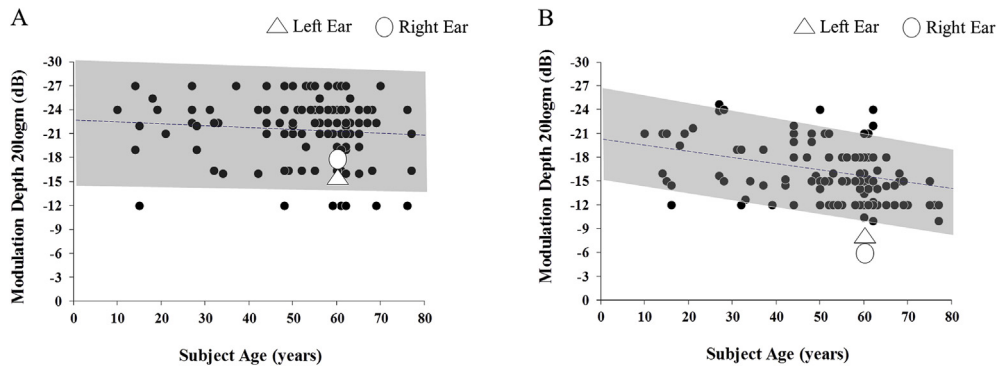 A
△ Left Ear ○ Right Ear
Modulation Depth 20logm (dB)
-30
-27
-24
-21
-18
-15
-12
-9
-6
-3
0
0 10 20 30 40 50 60 70 80
Subject Age (years)
B
△ Left Ear ○ Right Ear
Modulation Depth 20logm (dB)
-30
-27
-24
-21
-18
-15
-12
-9
-6
-3
0
0 10 20 30 40 50 60 70 80
Subject Age (years)